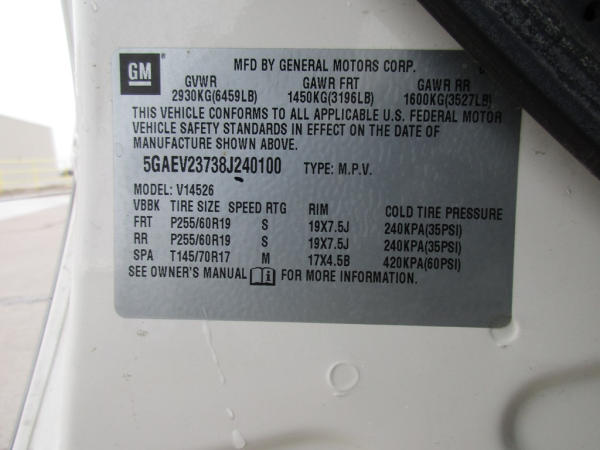 GM
MFD BY GENERAL MOTORS CORP.
GVWR GAWR FRT GAWR RR
2930KG(6459LB) 1450KG(3196LB) 1600KG(3527LB)
THIS VEHICLE CONFORMS TO ALL APPLICABLE U.S. FEDERAL MOTOR
VEHICLE SAFETY STANDARDS IN EFFECT ON THE DATE OF
MANUFACTURE SHOWN ABOVE.
5GAEV23738J240100 TYPE: M.P.V.
MODEL: V14526
VBBK TIRE SIZE SPEED RTG RIM COLD TIRE PRESSURE
FRT P255/60R19 S 19X7.5J 240KPA(35PSI)
RR P255/60R19 S 19X7.5J 240KPA(35PSI)
SPA T145/70R17 M 17X4.5B 420KPA(60PSI)
SEE OWNER'S MANUAL FOR MORE INFORMATION.